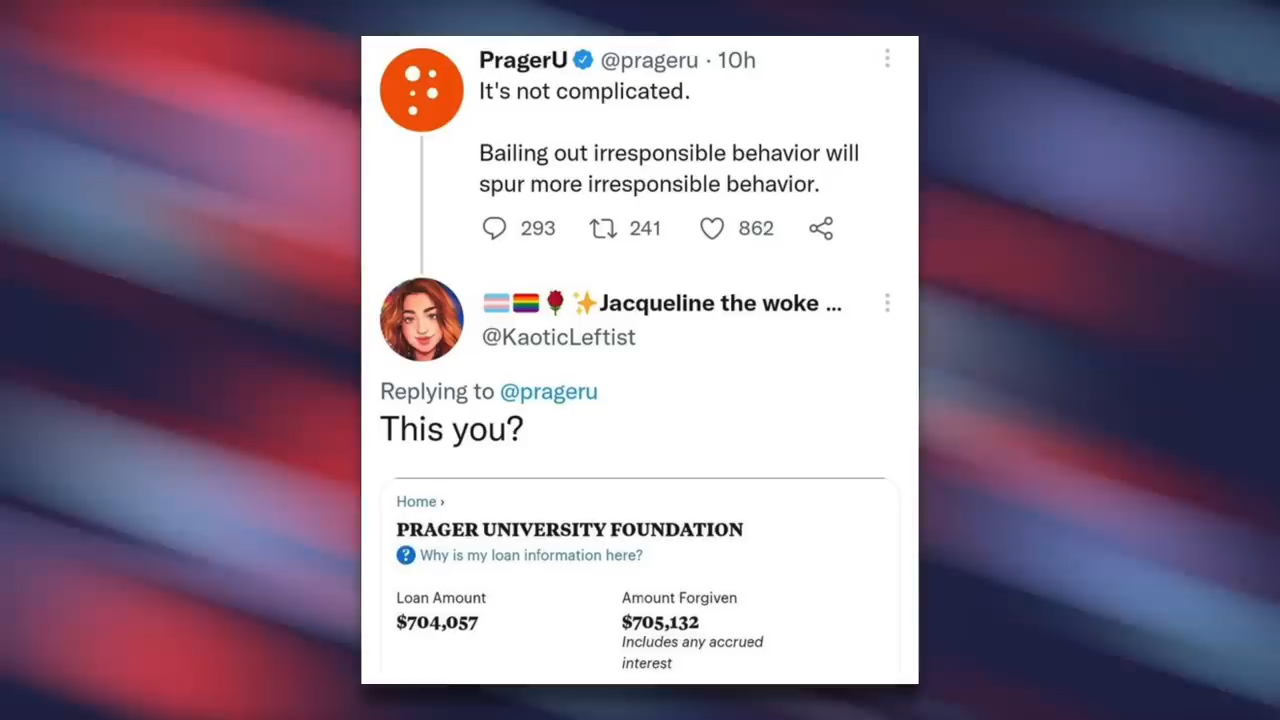 PragerU @prageru · 10h
It's not complicated.
Bailing out irresponsible behavior will
spur more irresponsible behavior.
293 241 862
Jacqueline the woke ...
@KaoticLeftist
Replying to @prageru
This you?
Home ›
PRAGER UNIVERSITY FOUNDATION
? Why is my loan information here?
Loan Amount Amount Forgiven
$704,057 $705,132
Includes any accrued
interest